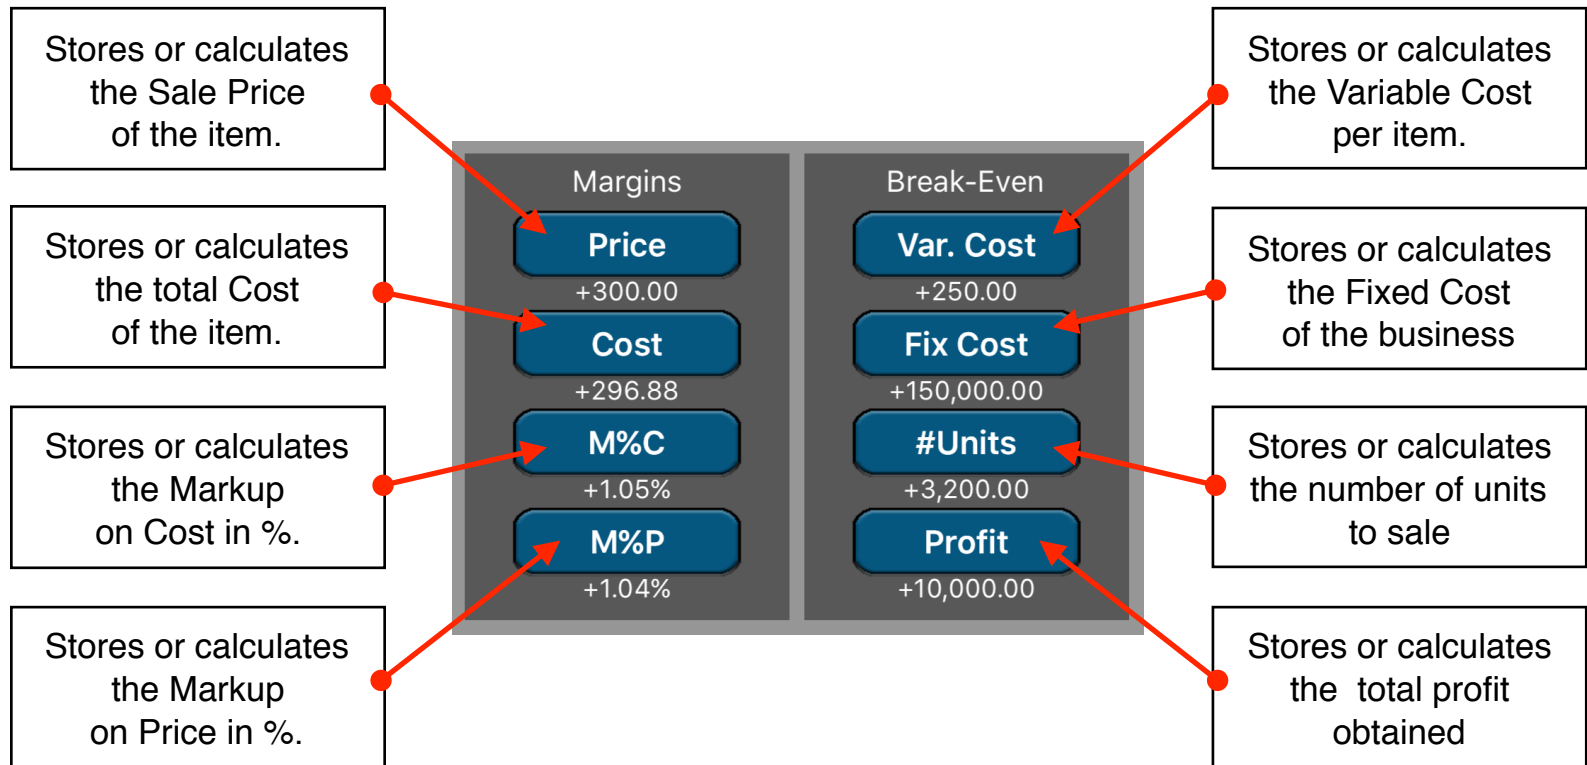 Stores or calculates
the Sale Price
of the item.
Stores or calculates
the total Cost
of the item.
Stores or calculates
the Markup
on Cost in %.
Stores or calculates
the Markup
on Price in %.
Margins
Price
+300.00
Cost
+296.88
M%C
+1.05%
M%P
+1.04%
Break-Even
Var. Cost
+250.00
Fix Cost
+150,000.00
#Units
+3,200.00
Profit
+10,000.00
Stores or calculates
the Variable Cost
per item.
Stores or calculates
the Fixed Cost
of the business
Stores or calculates
the number of units
to sale
Stores or calculates
the total profit
obtained